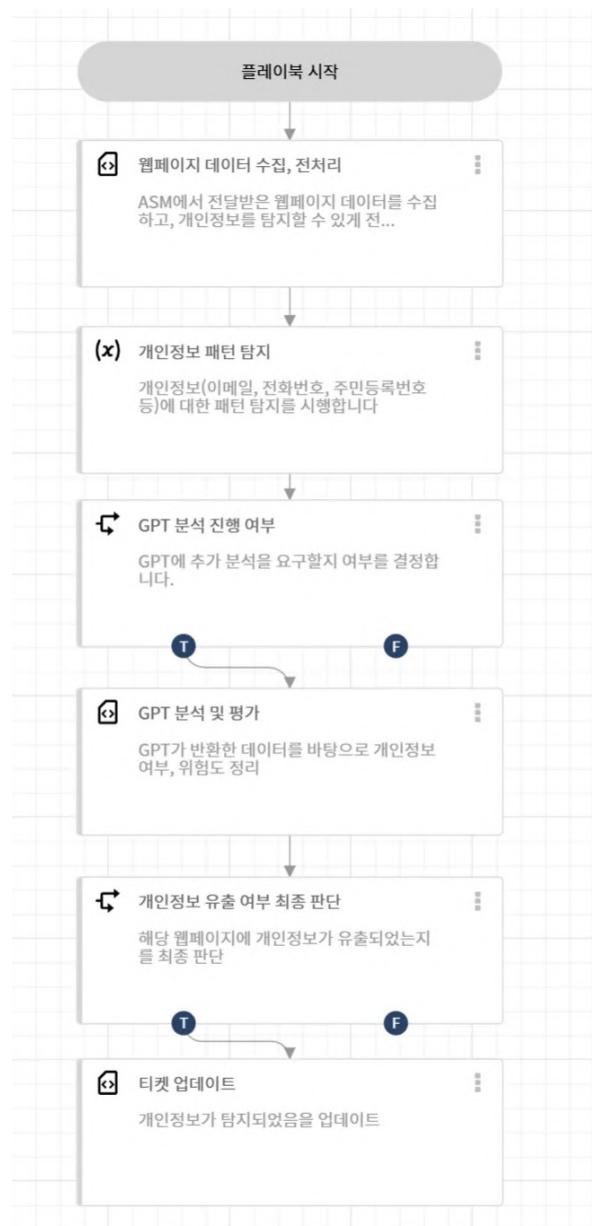 플레이북 시작
웹페이지 데이터 수집, 전처리
ASM에서 전달받은 웹페이지 데이터를 수집
하고, 개인정보를 탐지할 수 있게 전...
(x) 개인정보 패턴 탐지
개인정보(이메일, 전화번호, 주민등록번호
등)에 대한 패턴 탐지를 시행합니다
GPT 분석 진행 여부
GPT에 추가 분석을 요구할지 여부를 결정합
니다.
T F
GPT 분석 및 평가
GPT가 반환한 데이터를 바탕으로 개인정보
여부, 위험도 정리
개인정보 유출 여부 최종 판단
해당 웹페이지에 개인정보가 유출되었는지
를 최종 판단
T F
티켓 업데이트
개인정보가 탐지되었음을 업데이트